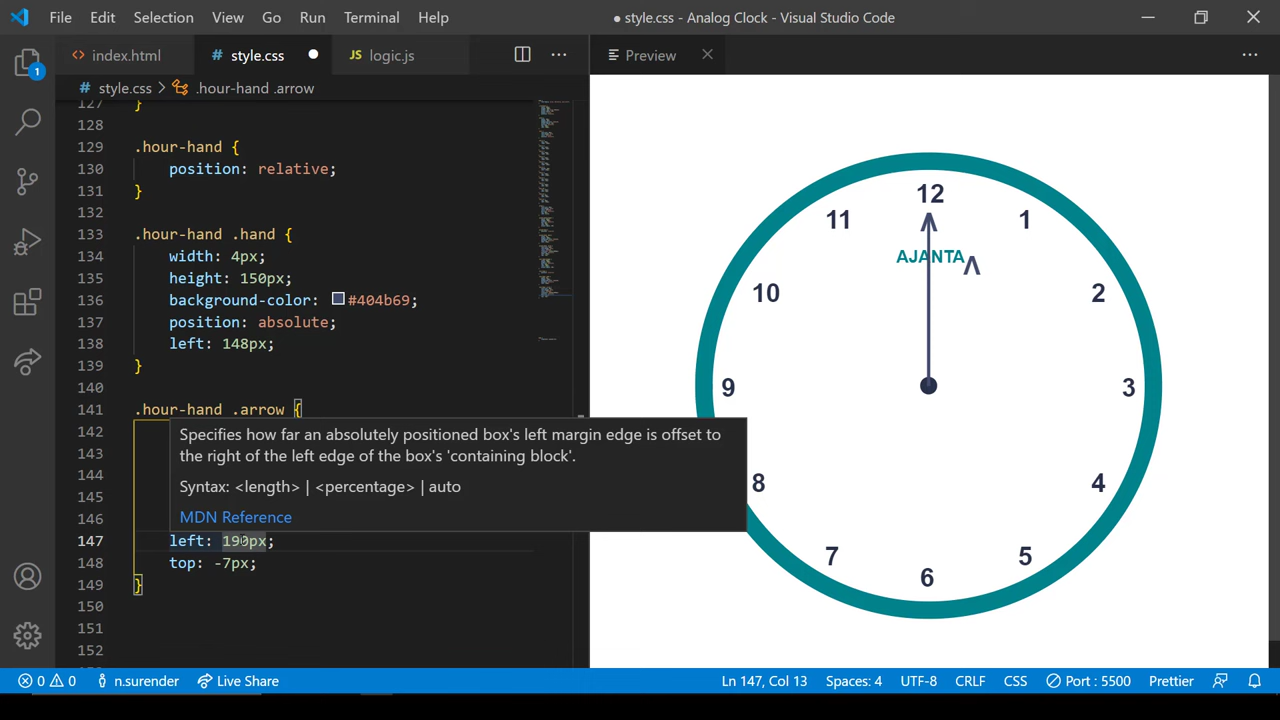 File Edit Selection View Go Run Terminal Help
● style.css - Analog Clock - Visual Studio Code
<> index.html
# style.css ●
JS logic.js
Preview
1
# style.css > .hour-hand .arrow
127 }
128
129 .hour-hand {
130 position: relative;
131 }
132
133 .hour-hand .hand {
134 width: 4px;
135 height: 150px;
136 background-color: #404b69;
137 position: absolute;
138 left: 148px;
139 }
140
141 .hour-hand .arrow {
142
143
144
145
146
Specifies how far an absolutely positioned box's left margin edge is offset to
the right of the left edge of the box's 'containing block'.
Syntax: <length> | <percentage> | auto
MDN Reference
147 left: 190px;
148 top: -7px;
149 }
150
151
152
12
11
1
AJANTA
10
2
9
3
8
4
7
5
6
0 0 n.surender Live Share Ln 147, Col 13 Spaces: 4 UTF-8 CRLF CSS Port : 5500 Prettier